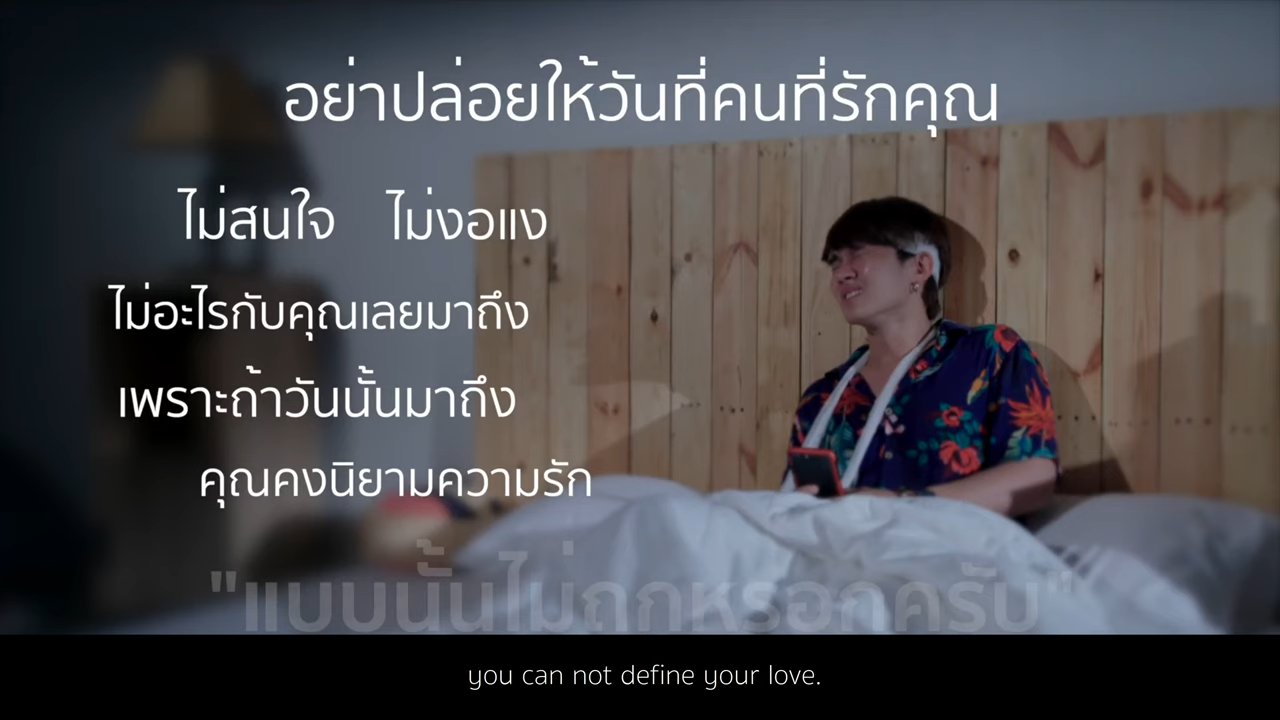 อย่าปล่อยให้วันที่คนที่รักคุณ
ไม่สนใจ ไม่งอแง
ไม่อะไรกับคุณเลยมาถึง
เพราะถ้าวันนั้นมาถึง
คุณคงนิยามความรัก
"แบบนั้นไม่ถูกหรอกครับ"
you can not define your love.